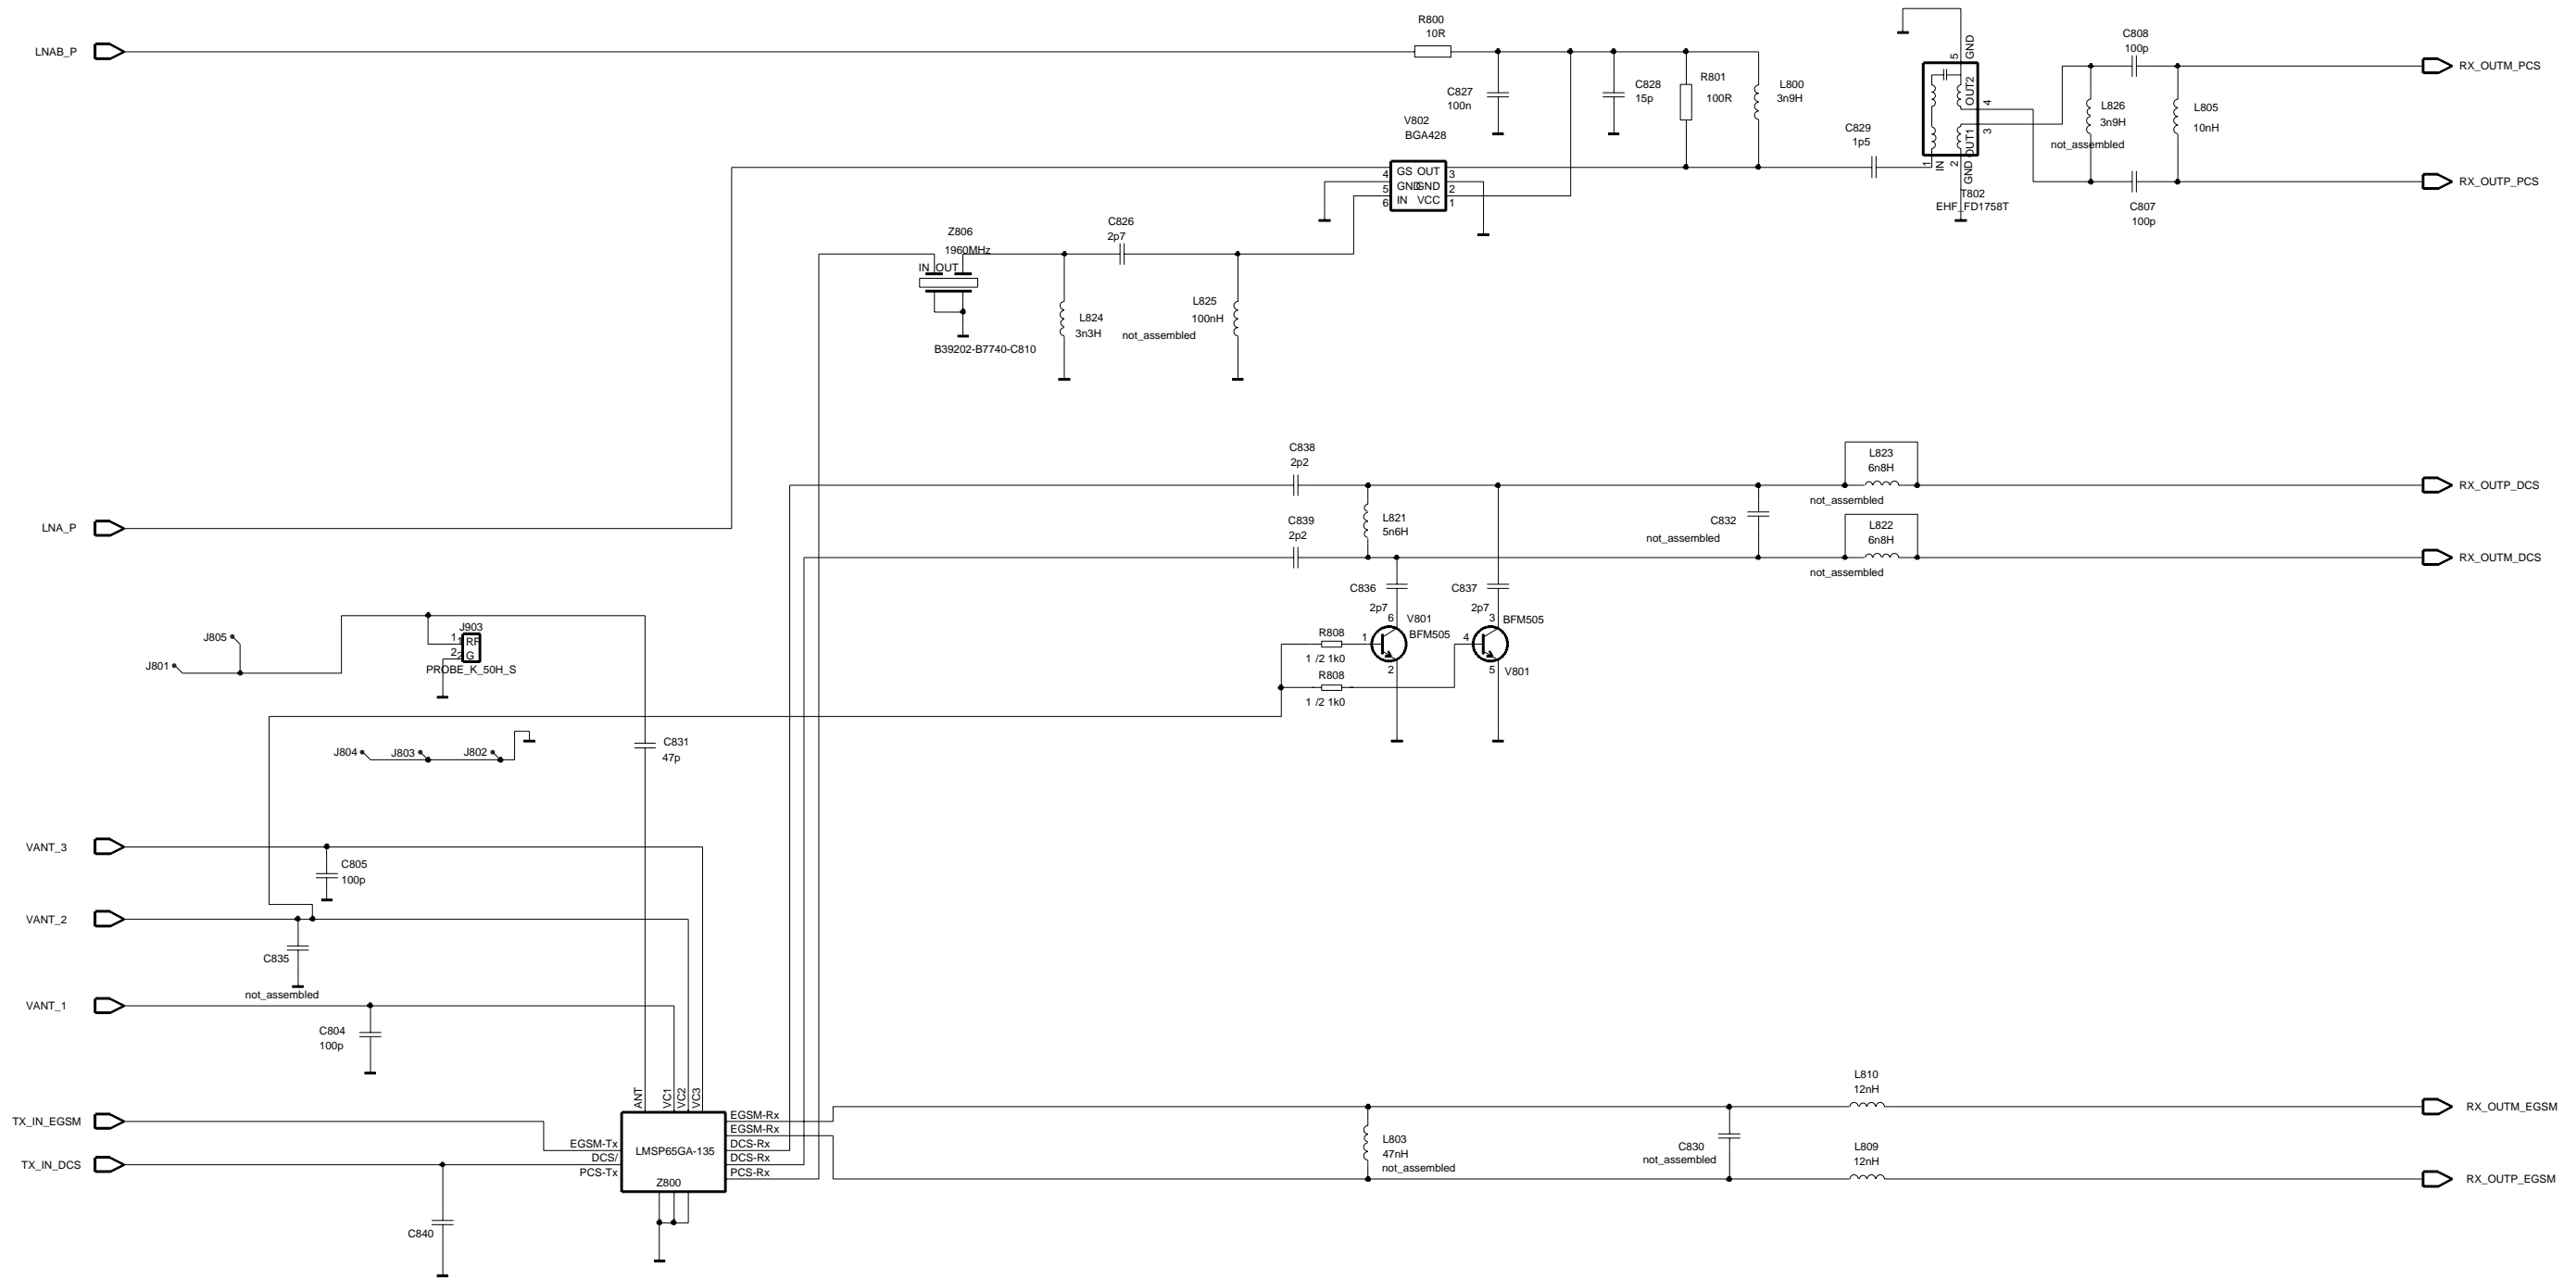 R800
10R
LNAB_P
C827
100n
C828
15p
R801
100R
L800
3n9H
V802
BGA428
GS OUT
GND GND
IN VCC
4
5
6
3
2
1
C829
1p5
GND
5
OUT2
4
3
OUT1
1
IN
2
GND
T802
EHF_FD1758T
C808
100p
RX_OUTM_PCS
L826
3n9H
not_assembled
L805
10nH
RX_OUTP_PCS
C807
100p
Z806
1960MHz
IN OUT
B39202-B7740-C810
C826
2p7
L824
3n3H
L825
100nH
not_assembled
C838
2p2
L823
6n8H
not_assembled
RX_OUTP_DCS
LNA_P
C839
2p2
L821
5n6H
C832
not_assembled
L822
6n8H
not_assembled
RX_OUTM_DCS
C836
2p7
C837
2p7
6
V801
BFM505
3
BFM505
R808
1 /2 1k0
1
2
4
5
V801
R808
1 /2 1k0
J805
J801
J903
1
1
RF
2
2
G
PROBE_K_50H_S
J804
J803
J802
C831
47p
VANT_3
C805
100p
VANT_2
C835
not_assembled
VANT_1
C804
100p
ANT
VC1
VC2
VC3
TX_IN_EGSM
TX_IN_DCS
EGSM-Tx
DCS/
PCS-Tx
LMSP65GA-135
Z800
EGSM-Rx
EGSM-Rx
DCS-Rx
DCS-Rx
PCS-Rx
C840
L803
47nH
not_assembled
C830
not_assembled
L810
12nH
RX_OUTM_EGSM
L809
12nH
RX_OUTP_EGSM